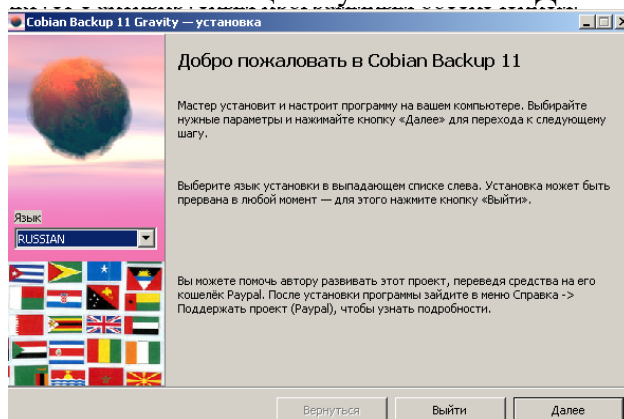 Cobian Backup 11 Gravity — установка
Добро пожаловать в Cobian Backup 11
Мастер установит и настроит программу на вашем компьютере. Выбирайте
нужные параметры и нажимайте кнопку «Далее» для перехода к следующему
шагу.
Выберите язык установки в выпадающем списке слева. Установка может быть
прервана в любой момент — для этого нажмите кнопку «Выйти».
Язык
RUSSIAN
Вы можете помочь автору развивать этот проект, переведя средства на его
кошелёк Paypal. После установки программы зайдите в меню Справка ->
Поддержать проект (Paypal), чтобы узнать подробности.
Вернуться
Выйти
Далее